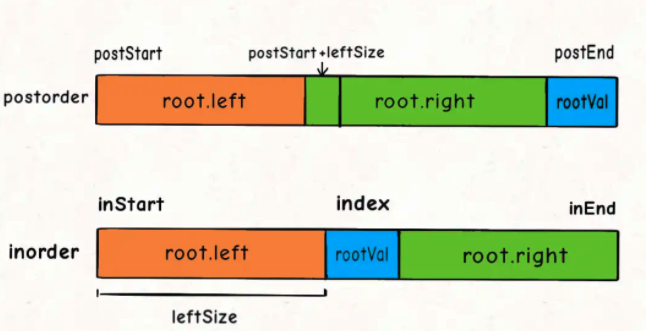 postStart postStart+leftSize postEnd
postorder root.left root.right rootVal
inStart index inEnd
inorder root.left rootVal root.right
leftSize